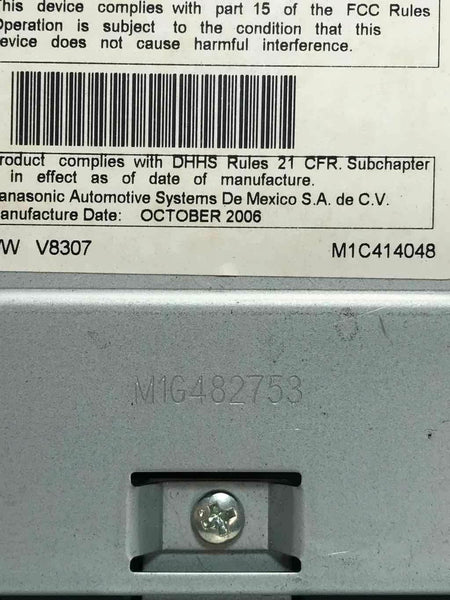 his device complies with part 15 of the FCC Rules
Operation is subject to the condition that this
evice does not cause harmful interference.
roduct complies with DHHS Rules 21 CFR. Subchapter
in effect as of date of manufacture.
anasonic Automotive Systems De Mexico S.A. de C.V.
anufacture Date: OCTOBER 2006
W V8307 M1C414048
M1G482753